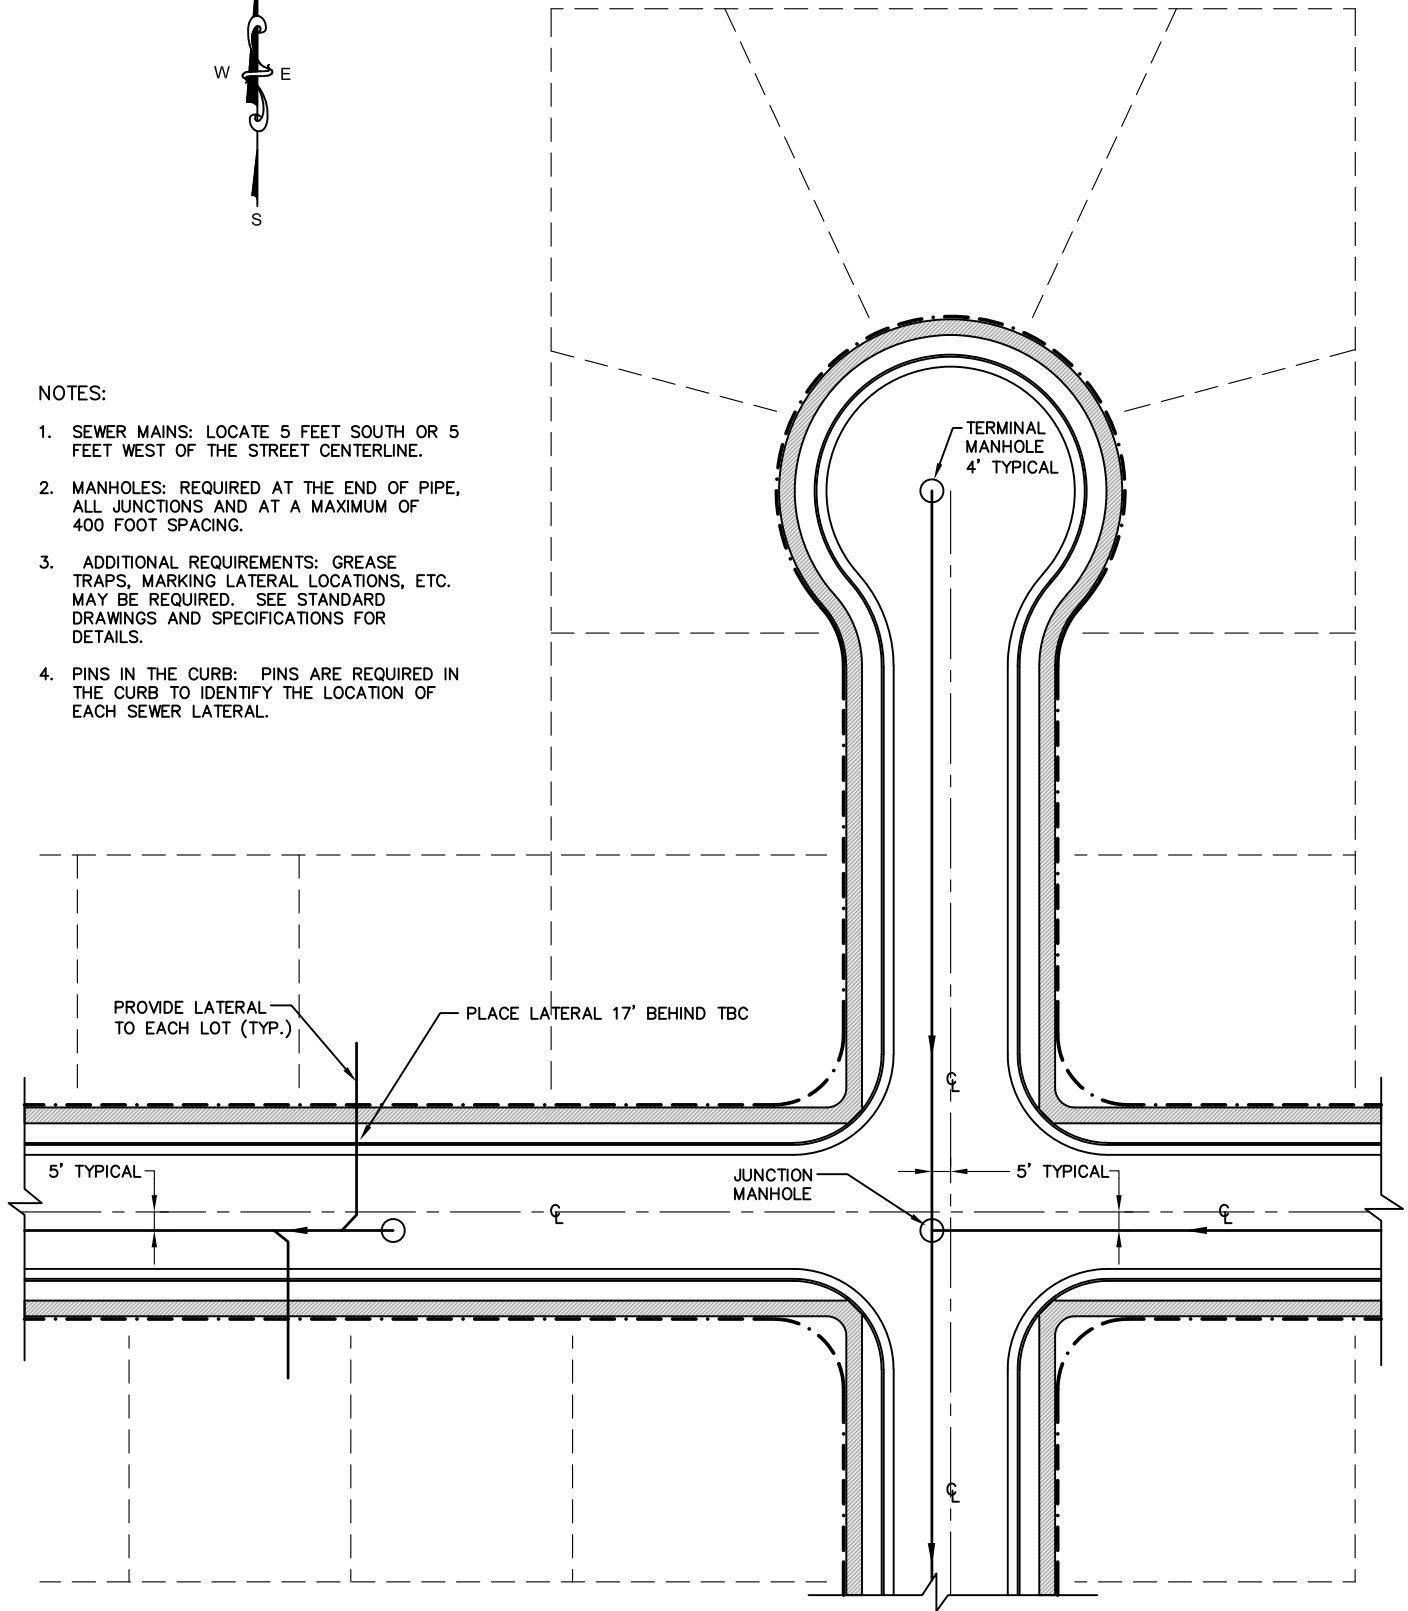 W E
S
NOTES:
1. SEWER MAINS: LOCATE 5 FEET SOUTH OR 5
FEET WEST OF THE STREET CENTERLINE.
2. MANHOLES: REQUIRED AT THE END OF PIPE,
ALL JUNCTIONS AND AT A MAXIMUM OF
400 FOOT SPACING.
3. ADDITIONAL REQUIREMENTS: GREASE
TRAPS, MARKING LATERAL LOCATIONS, ETC.
MAY BE REQUIRED. SEE STANDARD
DRAWINGS AND SPECIFICATIONS FOR
DETAILS.
4. PINS IN THE CURB: PINS ARE REQUIRED IN
THE CURB TO IDENTIFY THE LOCATION OF
EACH SEWER LATERAL.
TERMINAL
MANHOLE
4' TYPICAL
PROVIDE LATERAL
TO EACH LOT (TYP.)
PLACE LATERAL 17' BEHIND TBC
℄
5' TYPICAL
JUNCTION
MANHOLE
5' TYPICAL
℄
℄
℄